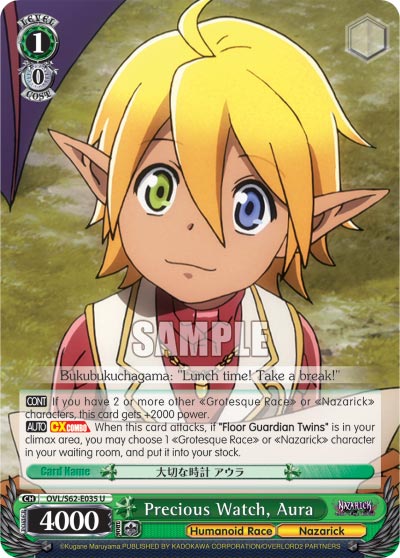 LEVEL
1
0
COST
SAMPLE
Bukubukuchagama: "Lunch time! Take a break!"
CONT If you have 2 or more other «Grotesque Race» or «Nazarick»
characters, this card gets +2000 power.
AUTO CXCOMBO When this card attacks, if "Floor Guardian Twins" is in your
climax area, you may choose 1 «Grotesque Race» or «Nazarick» character
in your waiting room, and put it into your stock.
Card Name 大切な時計 アウラ
CH OVL/S62-E035 U
POWER 4000 Precious Watch, Aura NAZARICK
Humanoid Race Nazarick
©Kugane Maruyama,PUBLISHED BY KADOKAWA CORPORATION/OVERLORD2 PARTNERS